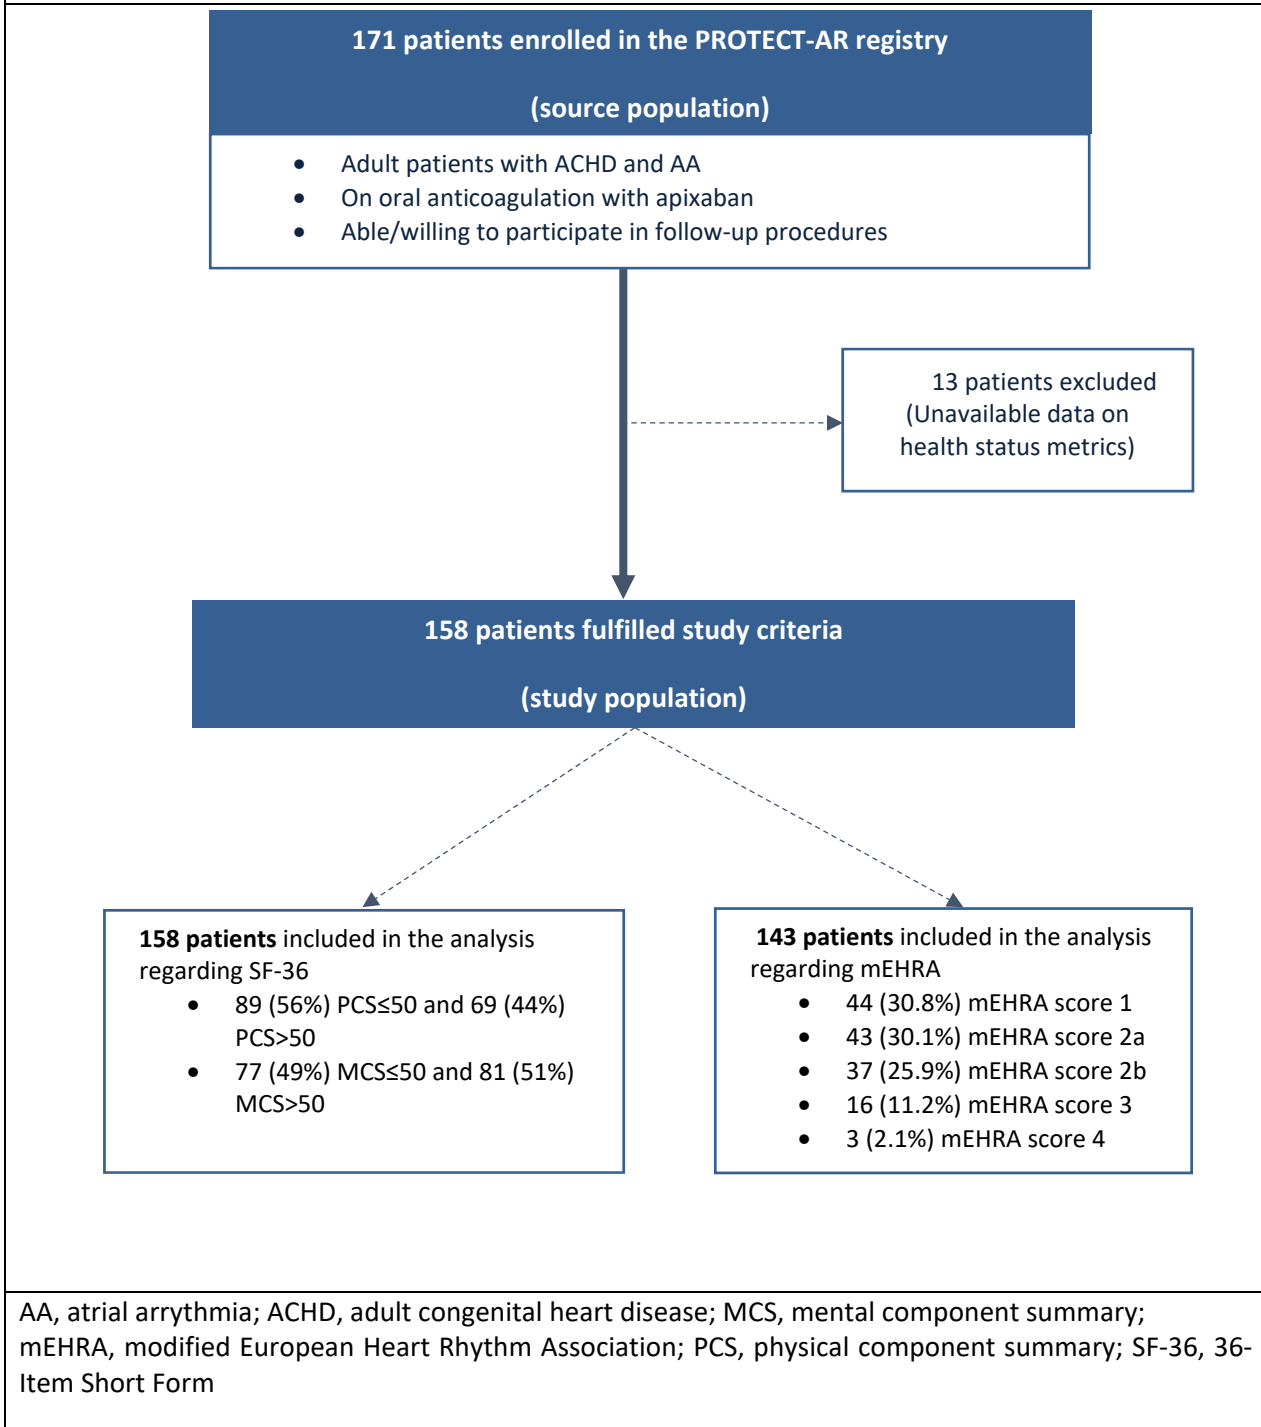 171 patients enrolled in the PROTECT-AR registry
(source population)
• Adult patients with ACHD and AA
• On oral anticoagulation with apixaban
• Able/willing to participate in follow-up procedures
13 patients excluded
(Unavailable data on
health status metrics)
158 patients fulfilled study criteria
(study population)
158 patients included in the analysis
regarding SF-36
• 89 (56%) PCS≤50 and 69 (44%)
PCS>50
• 77 (49%) MCS≤50 and 81 (51%)
MCS>50
143 patients included in the analysis
regarding mEHRA
• 44 (30.8%) mEHRA score 1
• 43 (30.1%) mEHRA score 2a
• 37 (25.9%) mEHRA score 2b
• 16 (11.2%) mEHRA score 3
• 3 (2.1%) mEHRA score 4
AA, atrial arrythmia; ACHD, adult congenital heart disease; MCS, mental component summary;
mEHRA, modified European Heart Rhythm Association; PCS, physical component summary; SF-36, 36-
Item Short Form